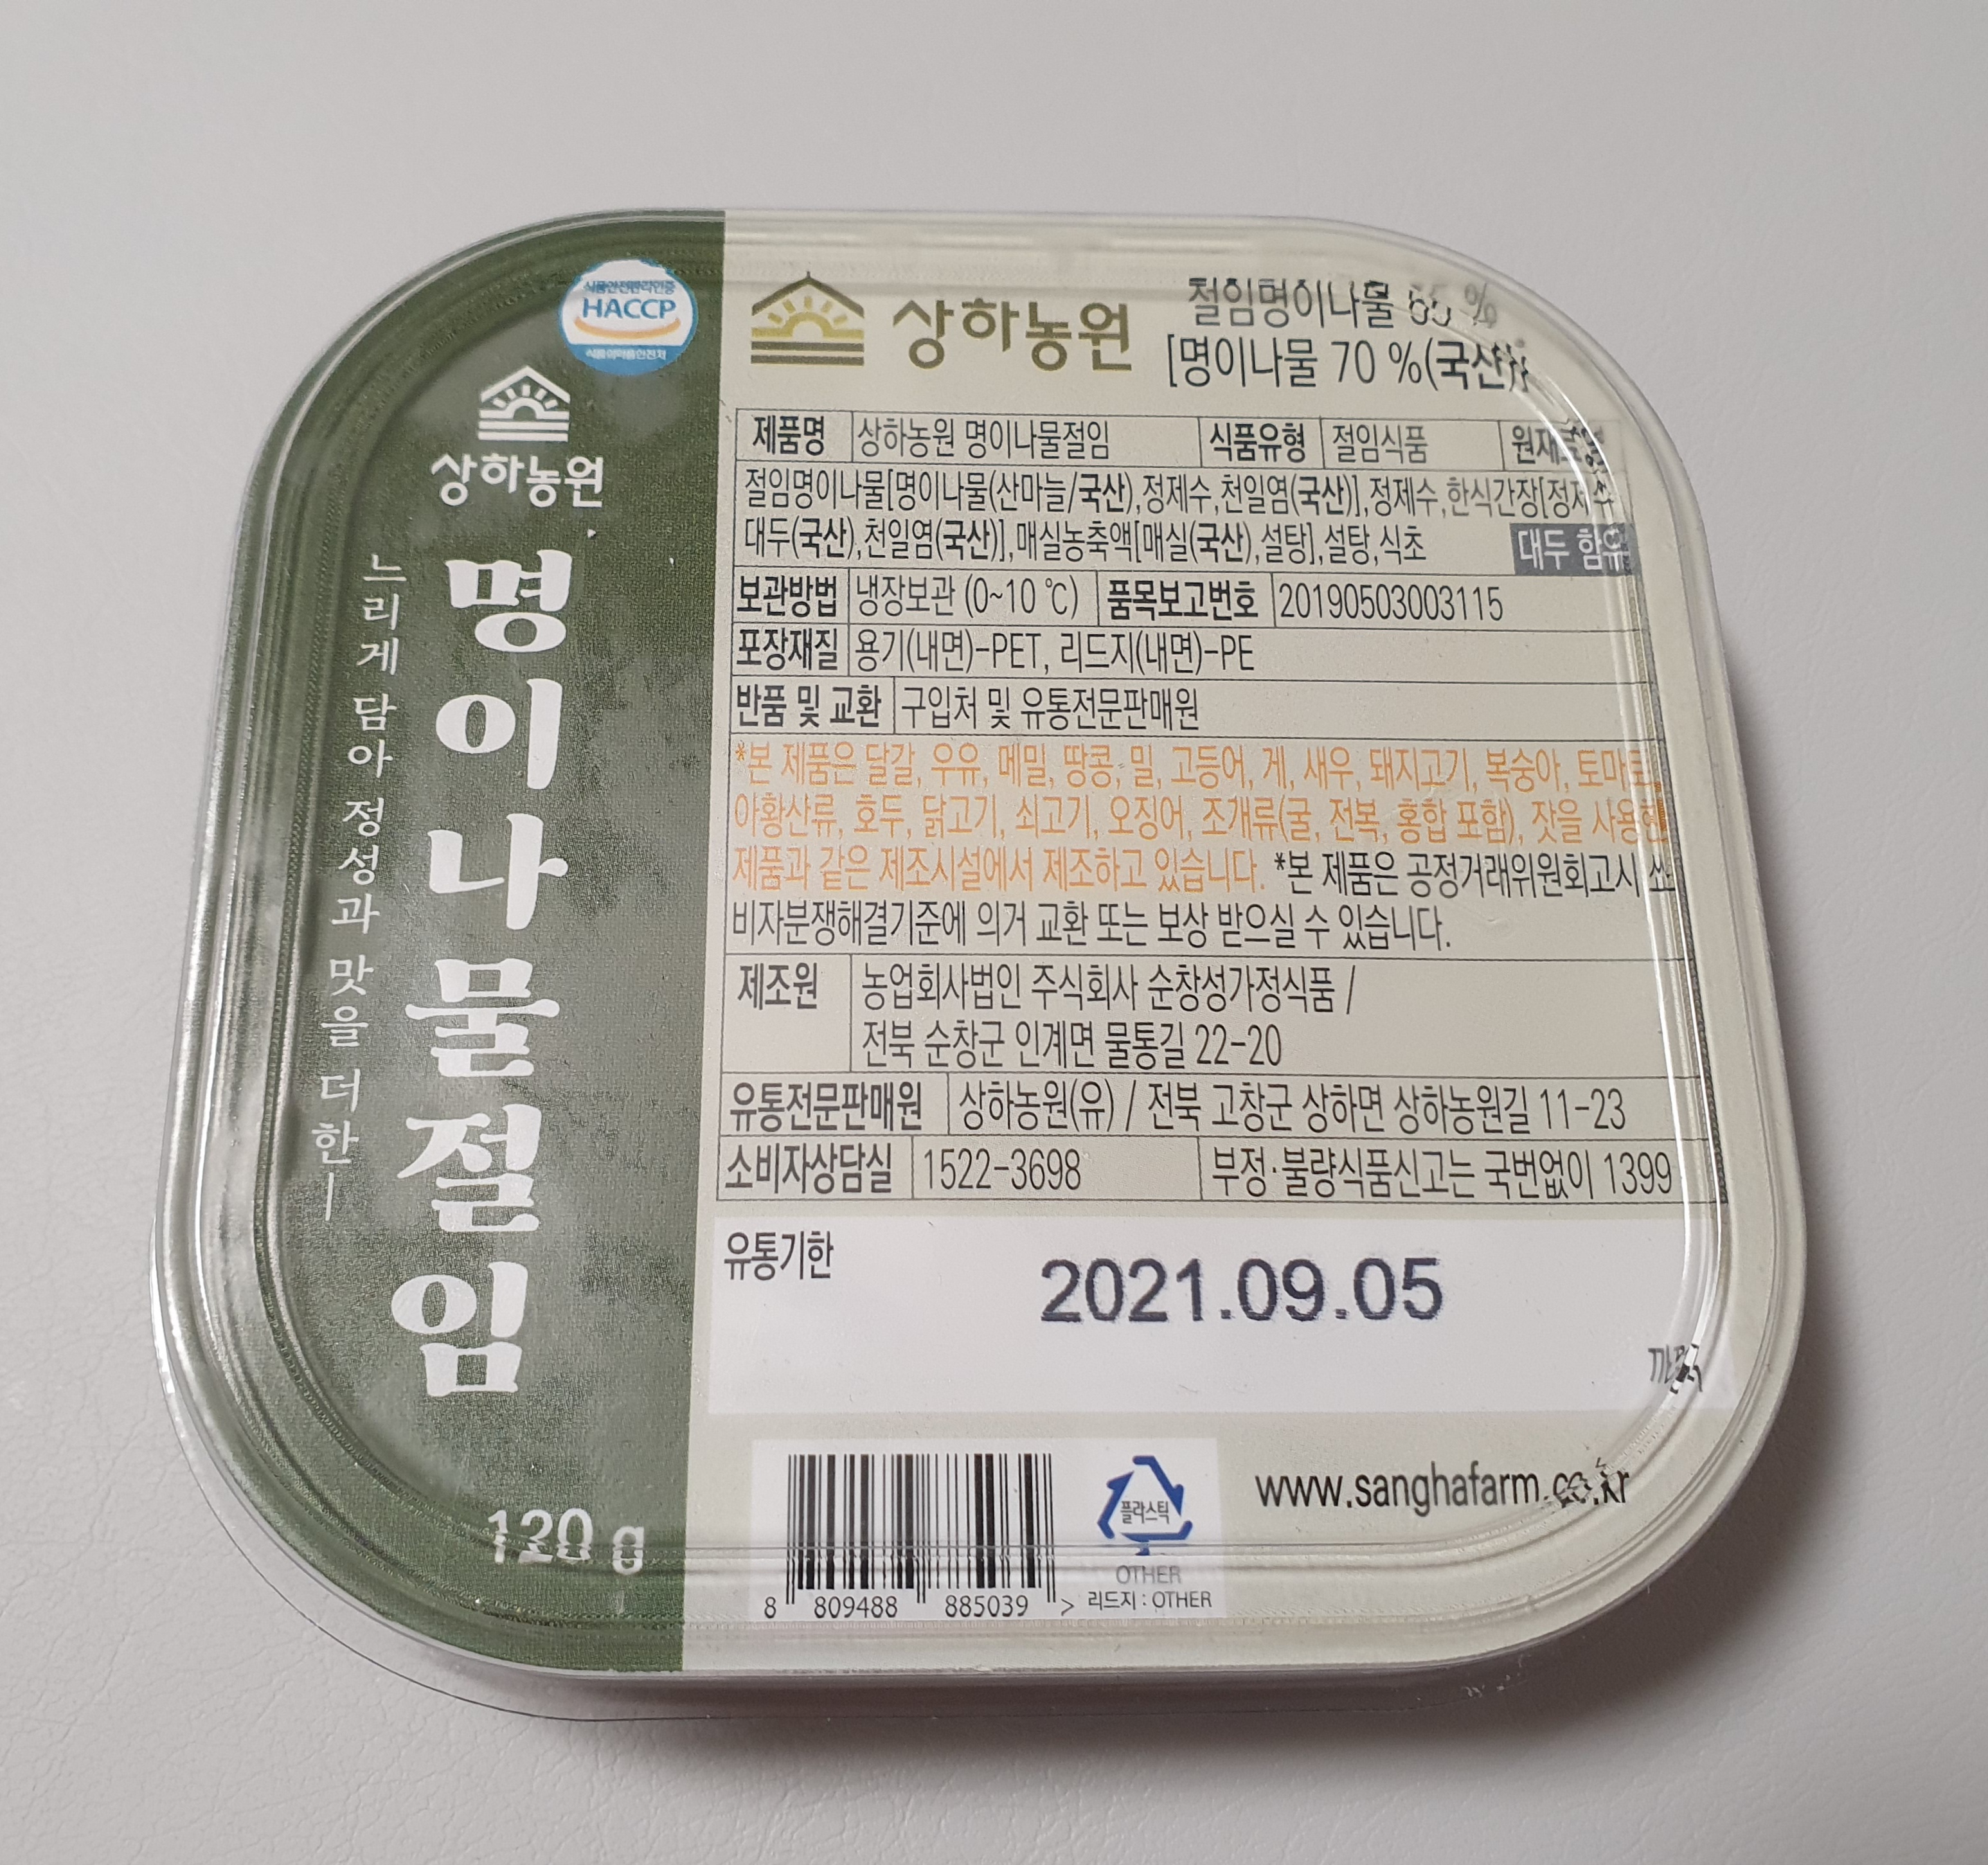 식품안전관리인증
HACCP
식품의약품안전처
상하농원
느리게 담아 정성과 맛을 더한
명이나물절임
120 g
상하농원
절임명이나물
[명이나물 70 %(국산)]
제품명 상하농원 명이나물절임 식품유형 절임식품 원재료명
절임명이나물[명이나물(산마늘/국산),정제수,천일염(국산)],정제수,한식간장[정제수,
대두(국산),천일염(국산)],매실농축액[매실(국산),설탕],설탕,식초 대두 함유
보관방법 냉장보관 (0~10 ℃) 품목보고번호 20190503003115
포장재질 용기(내면)-PET, 리드지(내면)-PE
반품 및 교환 구입처 및 유통전문판매원
*본 제품은 달걀, 우유, 메밀, 땅콩, 밀, 고등어, 게, 새우, 돼지고기, 복숭아, 토마토,
아황산류, 호두, 닭고기, 쇠고기, 오징어, 조개류(굴, 전복, 홍합 포함), 잣을 사용한
제품과 같은 제조시설에서 제조하고 있습니다. *본 제품은 공정거래위원회고시 소
비자분쟁해결기준에 의거 교환 또는 보상 받으실 수 있습니다.
제조원 농업회사법인 주식회사 순창성가정식품 /
전북 순창군 인계면 물통길 22-20
유통전문판매원 상하농원(유) / 전북 고창군 상하면 상하농원길 11-23
소비자상담실 1522-3698 부정·불량식품신고는 국번없이 1399
유통기한
2021.09.05
까지
플라스틱
OTHER
리드지 : OTHER
www.sanghafarm.co.kr
8 809488 885039 >